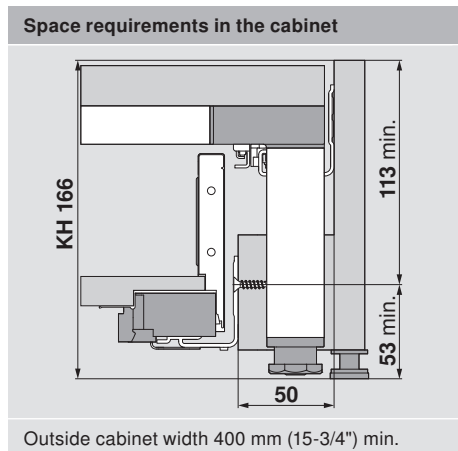 Space requirements in the cabinet
KH 166
113 min.
53 min.
50
Outside cabinet width 400 mm (15-3/4") min.